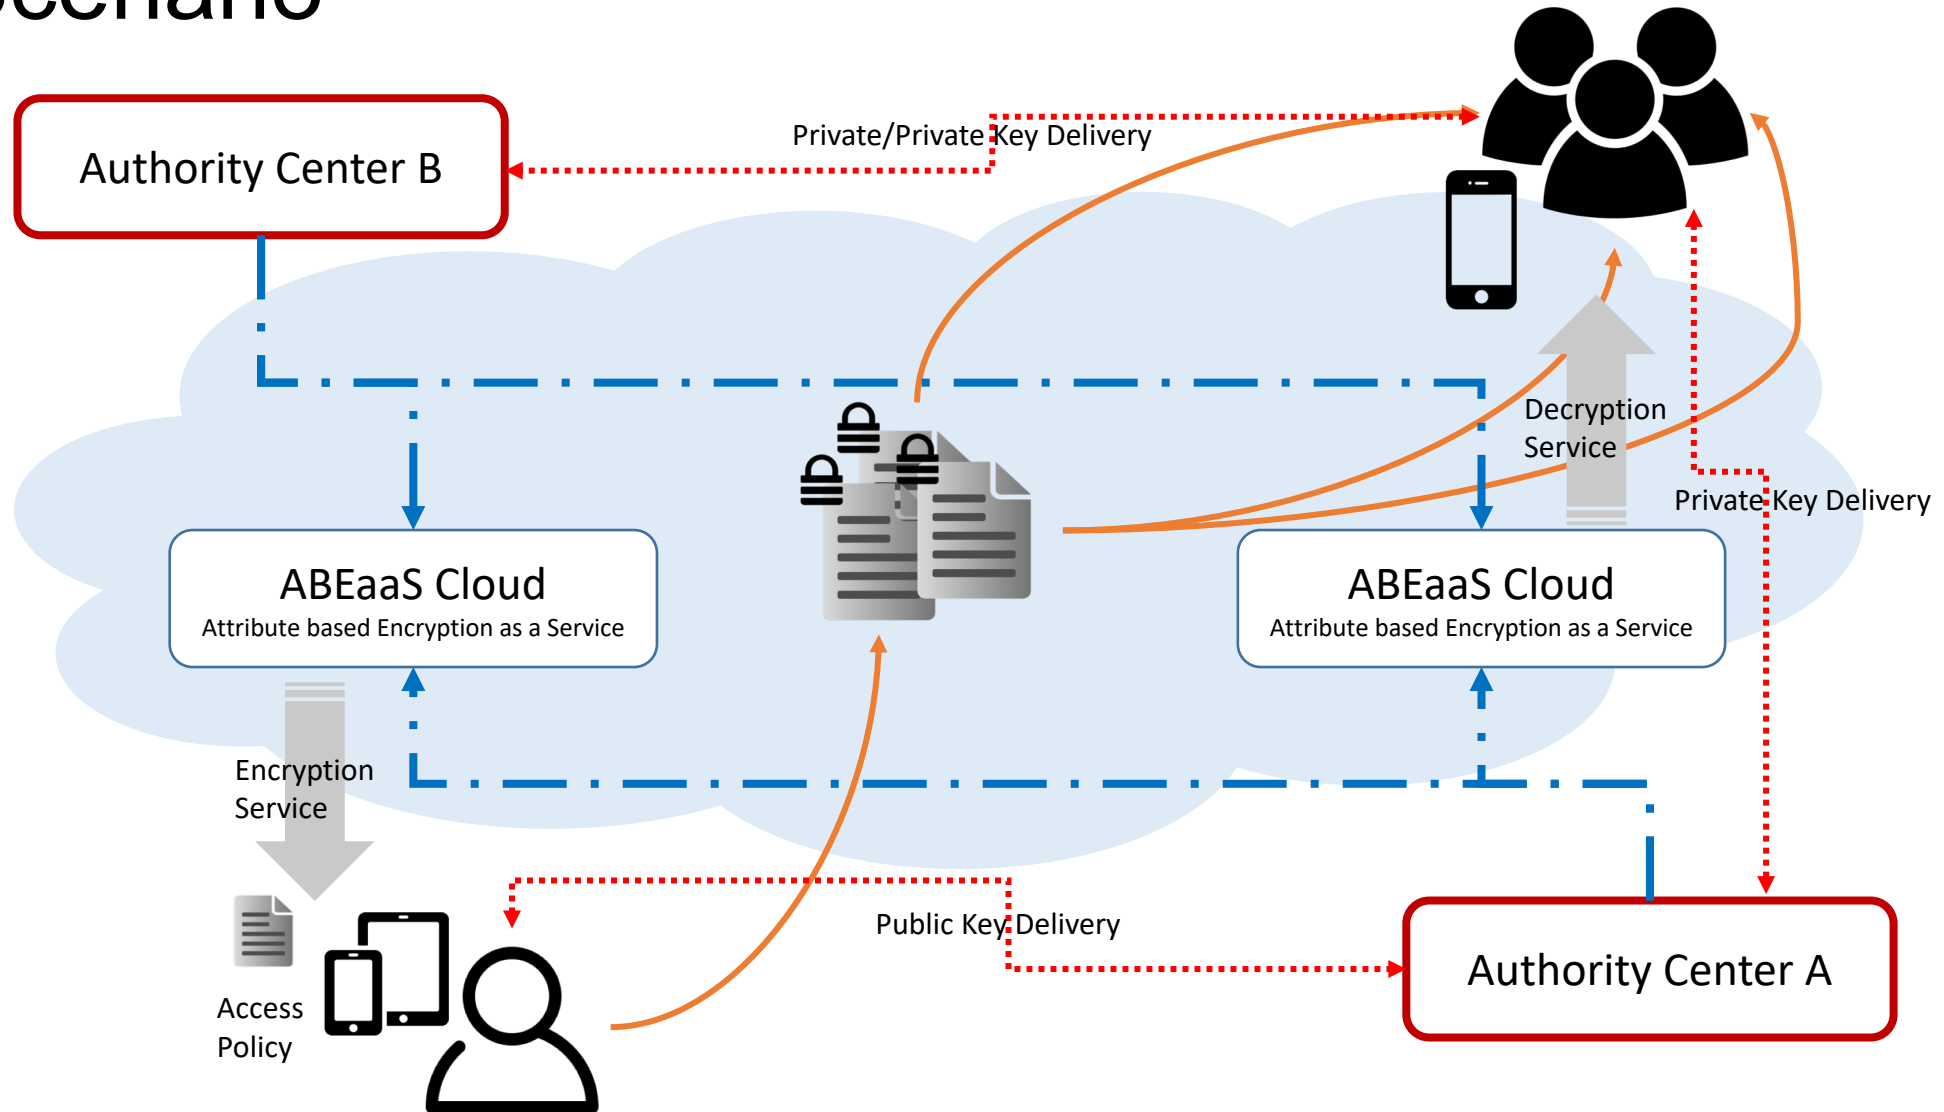 Authority Center B
Private/Private Key Delivery
Decryption
Service
Private Key Delivery
ABEaaS Cloud
Attribute based Encryption as a Service
ABEaaS Cloud
Attribute based Encryption as a Service
Encryption
Service
Public Key Delivery
Authority Center A
Access
Policy